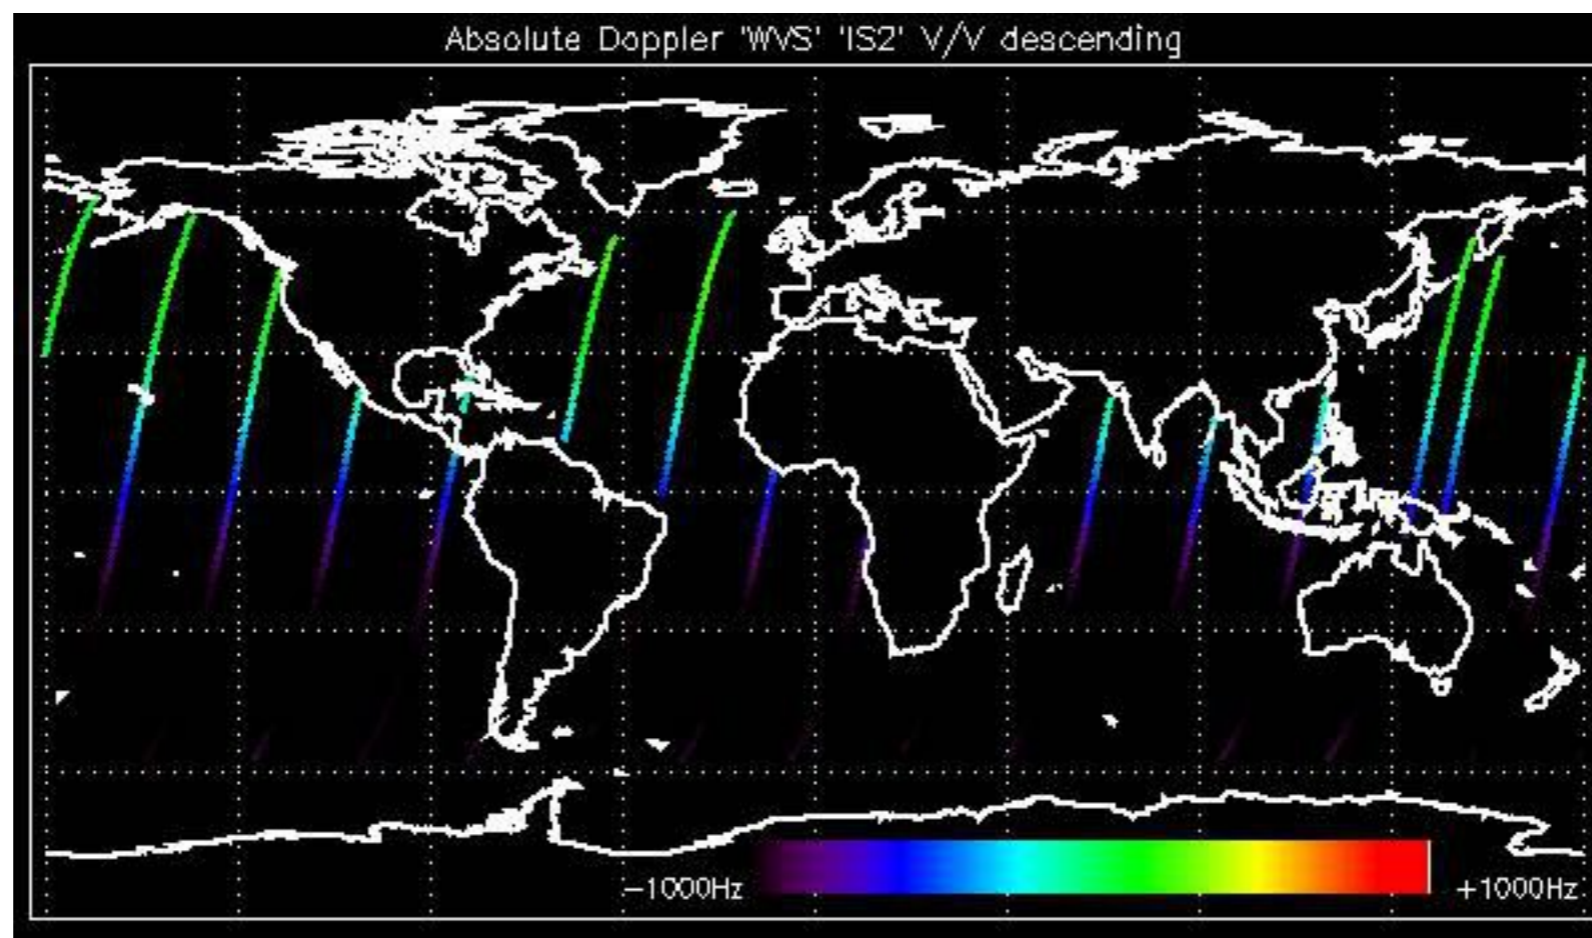 Absolute Doppler 'WVS' 'IS2' V/V descending
−1000Hz
+1000Hz